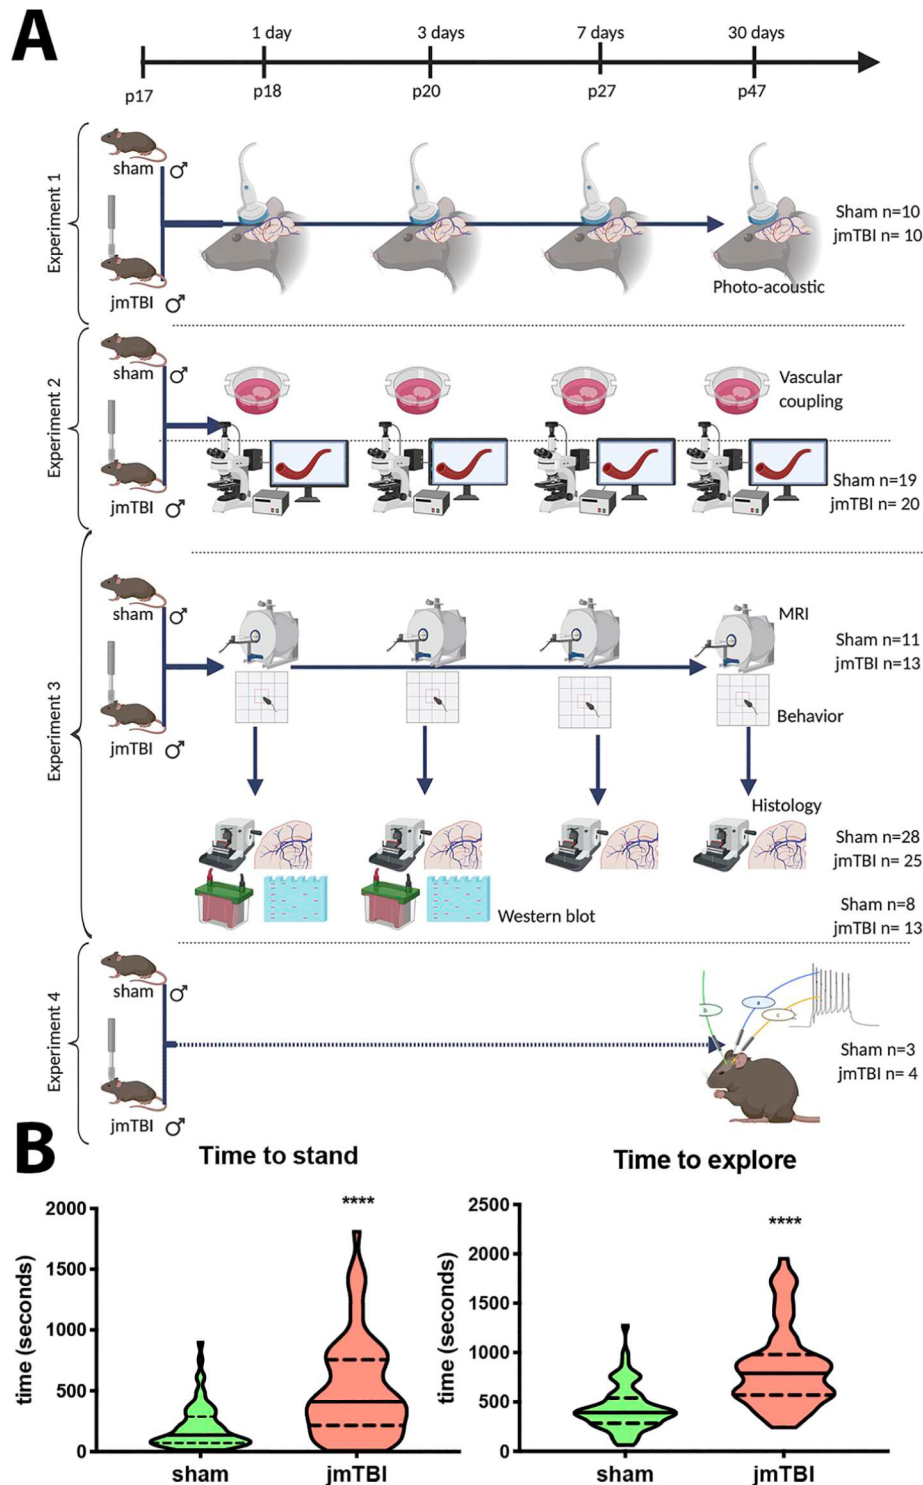 A
1 day 3 days 7 days 30 days
p17 p18 p20 p27 p47
Experiment 1
sham ♂
jmTBI ♂
Sham n=10
jmTBI n= 10
Photo-acoustic
Experiment 2
sham ♂
jmTBI ♂
Vascular
coupling
Sham n=19
jmTBI n= 20
Experiment 3
sham ♂
jmTBI ♂
MRI
Sham n=11
jmTBI n=13
Behavior
Histology
Sham n=28
jmTBI n= 25
Western blot
Sham n=8
jmTBI n= 13
Experiment 4
sham ♂
jmTBI ♂
b
a
c
Sham n=3
jmTBI n= 4
B
Time to stand
time (seconds)
2000
1500
1000
500
0
****
sham jmTBI
Time to explore
time (seconds)
2500
2000
1500
1000
500
0
****
sham jmTBI